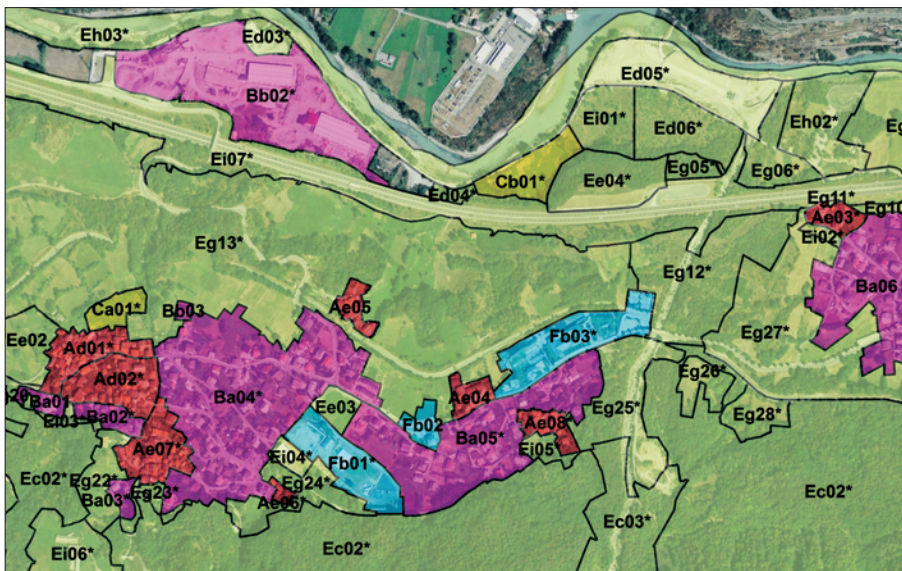 Eh03*
Ed03*
Bb02*
Ed05*
Ei01*
Ed06*
Eh02*
Eg
Ei07*
Ed04*
Cb01*
Ee04*
Eg05*
Eg06*
Eg11*
Eg10
Ae03*
Ei02*
Eg13*
Eg12*
Ba06
Ca01*
Bb03
Ae05
Ee02
Ad01*
Fb03*
Eg27*
Ad02*
Ba04*
Ae04
Eg26*
Ba01
Ba02*
Ee03
Fb02
Eg25*
Eg28*
Ei03*
Ae07*
Ba05*
Ae08*
Ei04*
Fb01*
Ei05*
Ec02*
Eg22*
Eg23*
Eg24*
Ba03*
Ae06*
Ec02*
Ec03*
Ei06*
Ec02*